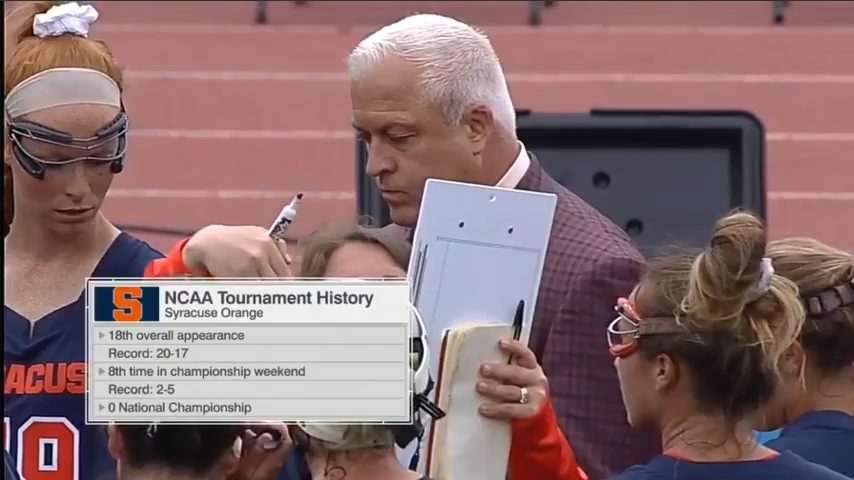 S
NCAA Tournament History
Syracuse Orange
18th overall appearance
Record: 20-17
8th time in championship weekend
Record: 2-5
0 National Championship
ACUS
10